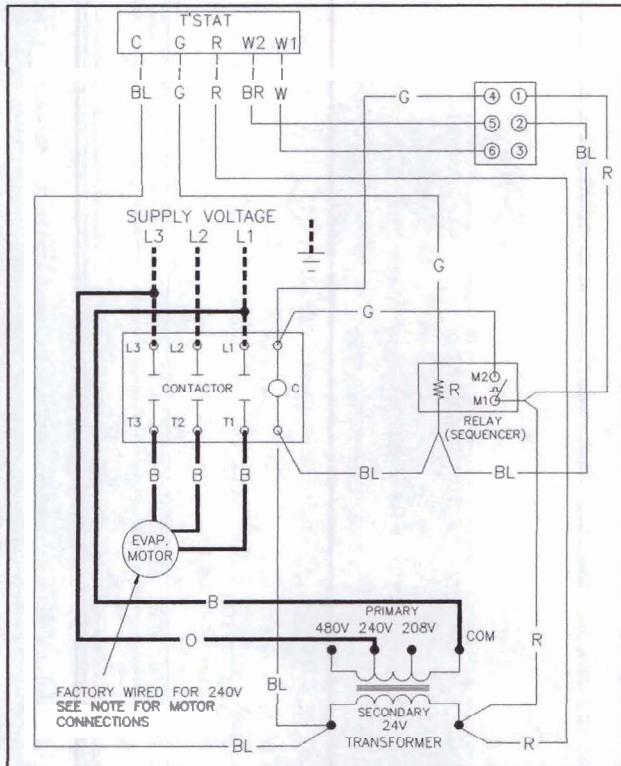 T'STAT
C G R W2 W1
BL G R BR W
G
4 1
5 2
6 3
BL
R
SUPPLY VOLTAGE
L3 L2 L1
G
G
L3 L2 L1
CONTACTOR
C
T3 T2 T1
R
M2
M1
RELAY
(SEQUENCER)
B B B
BL
BL
EVAP.
MOTOR
B
O
PRIMARY
480V 240V 208V
COM
R
FACTORY WIRED FOR 240V
SEE NOTE FOR MOTOR
CONNECTIONS
BL
SECONDARY
24V
TRANSFORMER
BL
R